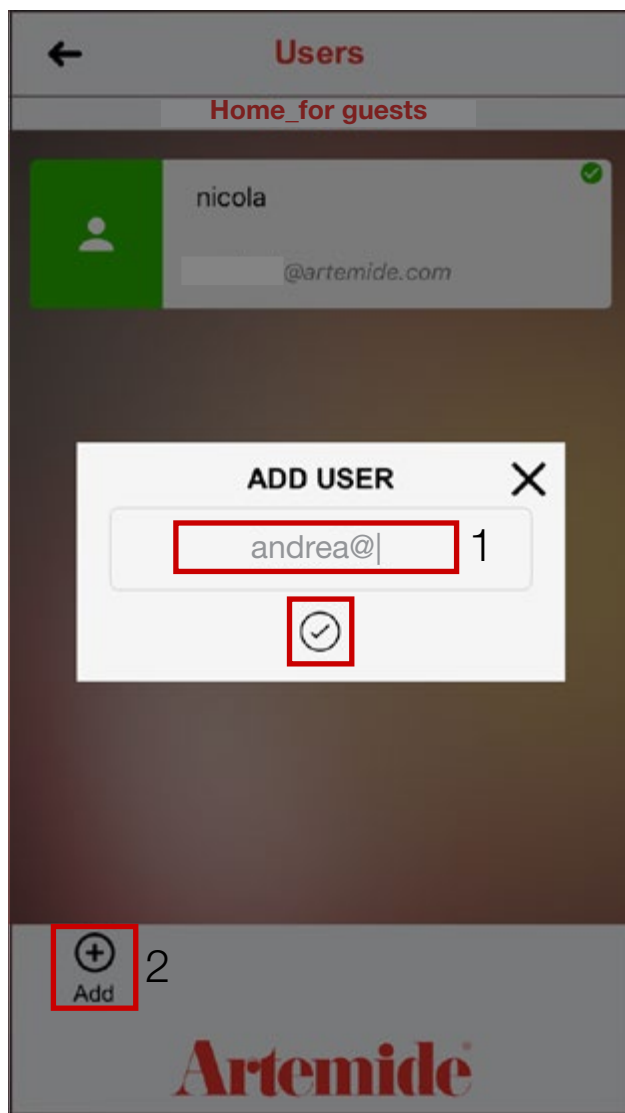 Users
Home_for guests
nicola
@artemide.com
ADD USER
andrea@
1
2
Add
Artemide